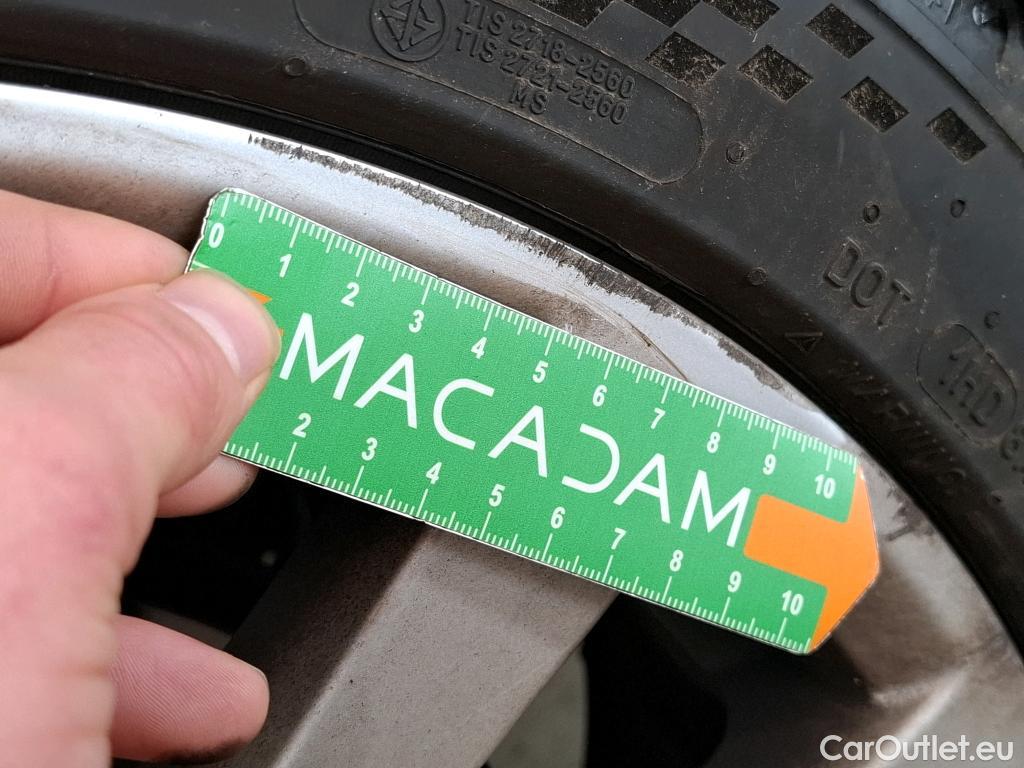 TIS 2718-2560
TIS 2721-2560
MS
DOT
1HD
0 1 2 3 4 5 6 7 8 9 10
MACADAM
2 3 4 5 6 7 8 9 10
CarOutlet.eu